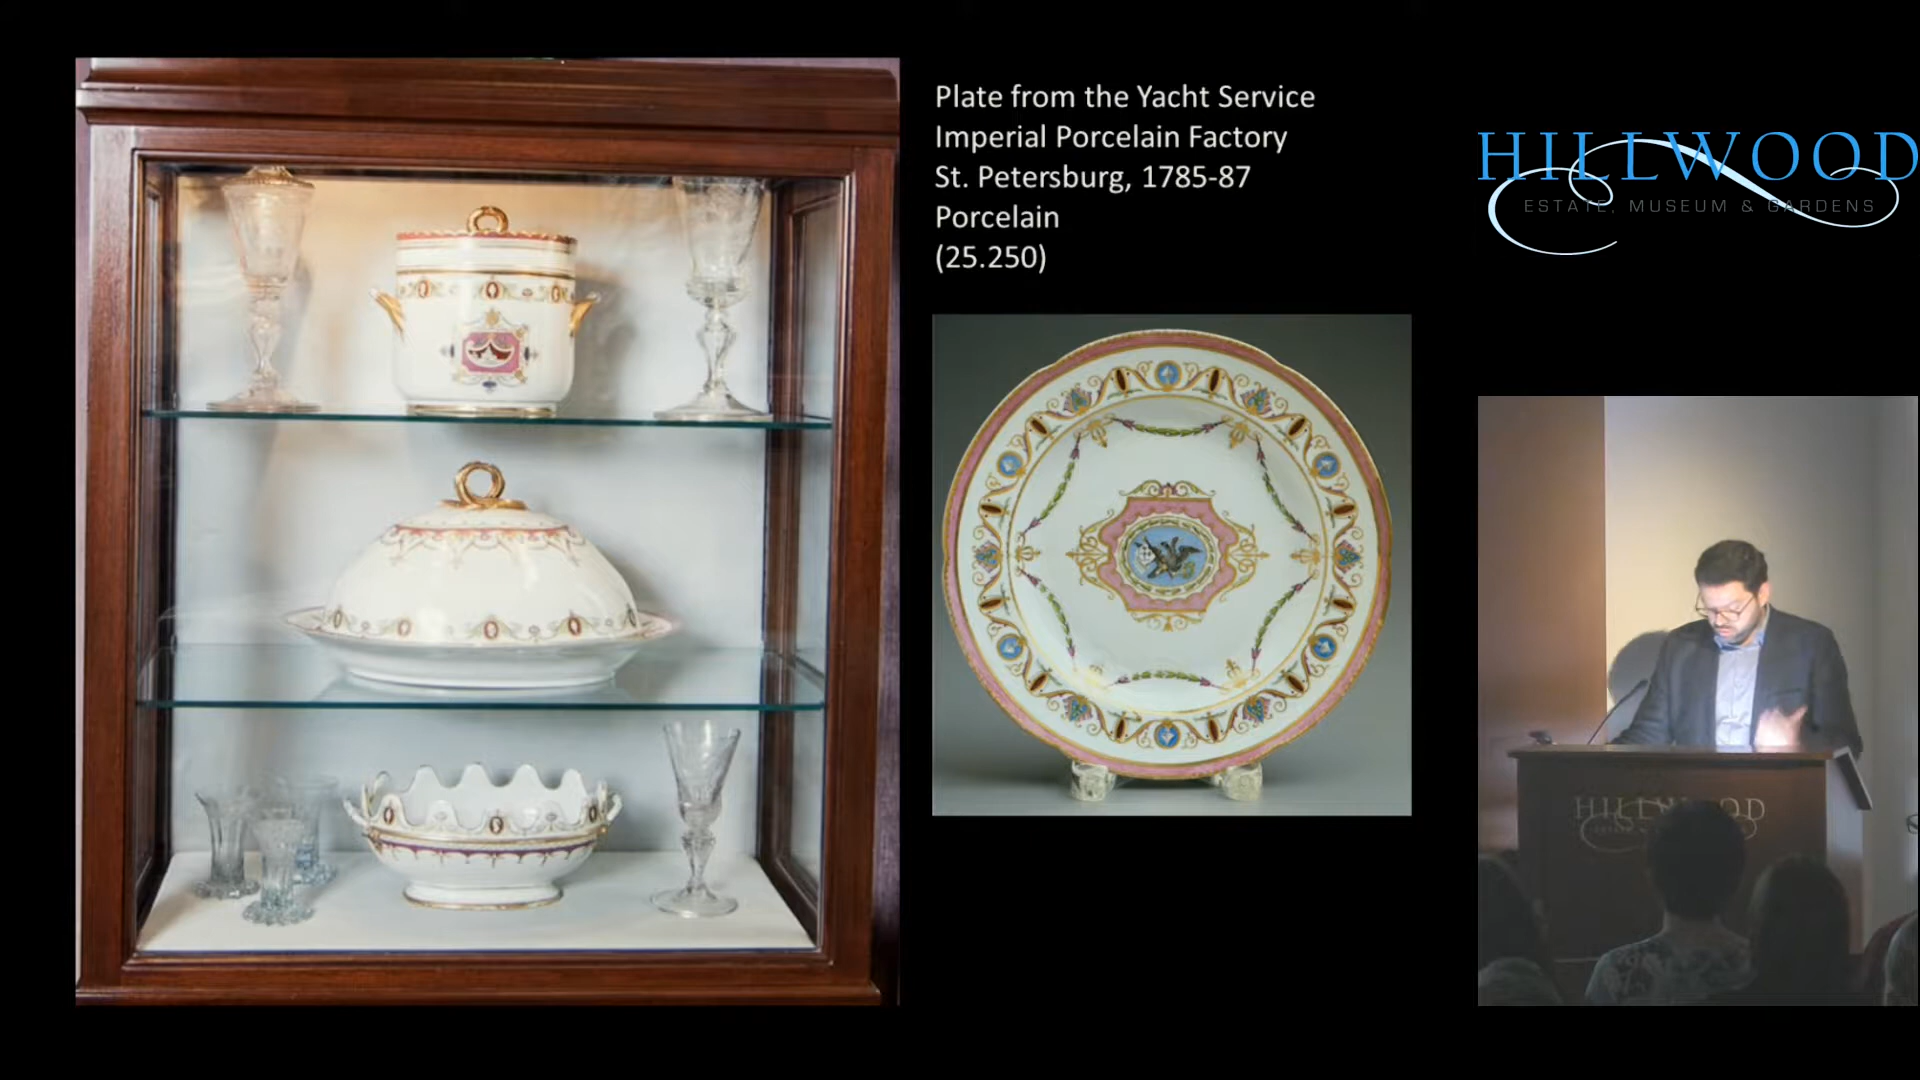 Plate from the Yacht Service
Imperial Porcelain Factory
St. Petersburg, 1785-87
Porcelain
(25.250)
HILLWOOD
ESTATE, MUSEUM & GARDENS
HILLWOOD